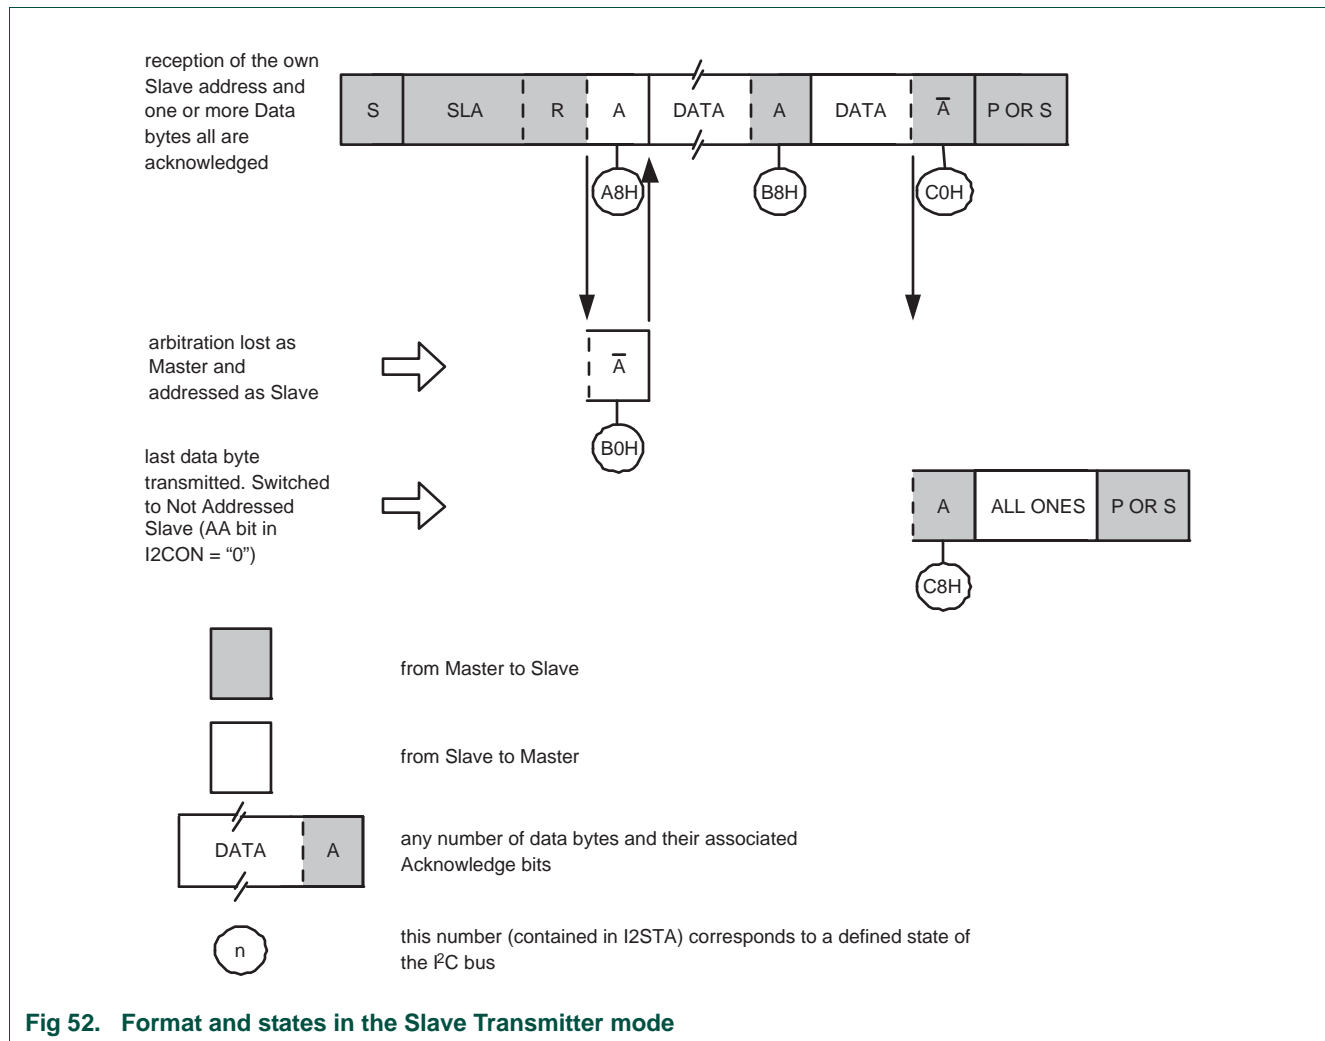 reception of the own
Slave address and
one or more Data
bytes all are
acknowledged
S SLA R A DATA A DATA A̅ P OR S
A8H B8H C0H
arbitration lost as
Master and
addressed as Slave
A̅
B0H
last data byte
transmitted. Switched
to Not Addressed
Slave (AA bit in
I2CON = “0”)
A ALL ONES P OR S
C8H
from Master to Slave
from Slave to Master
DATA A
any number of data bytes and their associated
Acknowledge bits
n
this number (contained in I2STA) corresponds to a defined state of
the I²C bus
Fig 52. Format and states in the Slave Transmitter mode